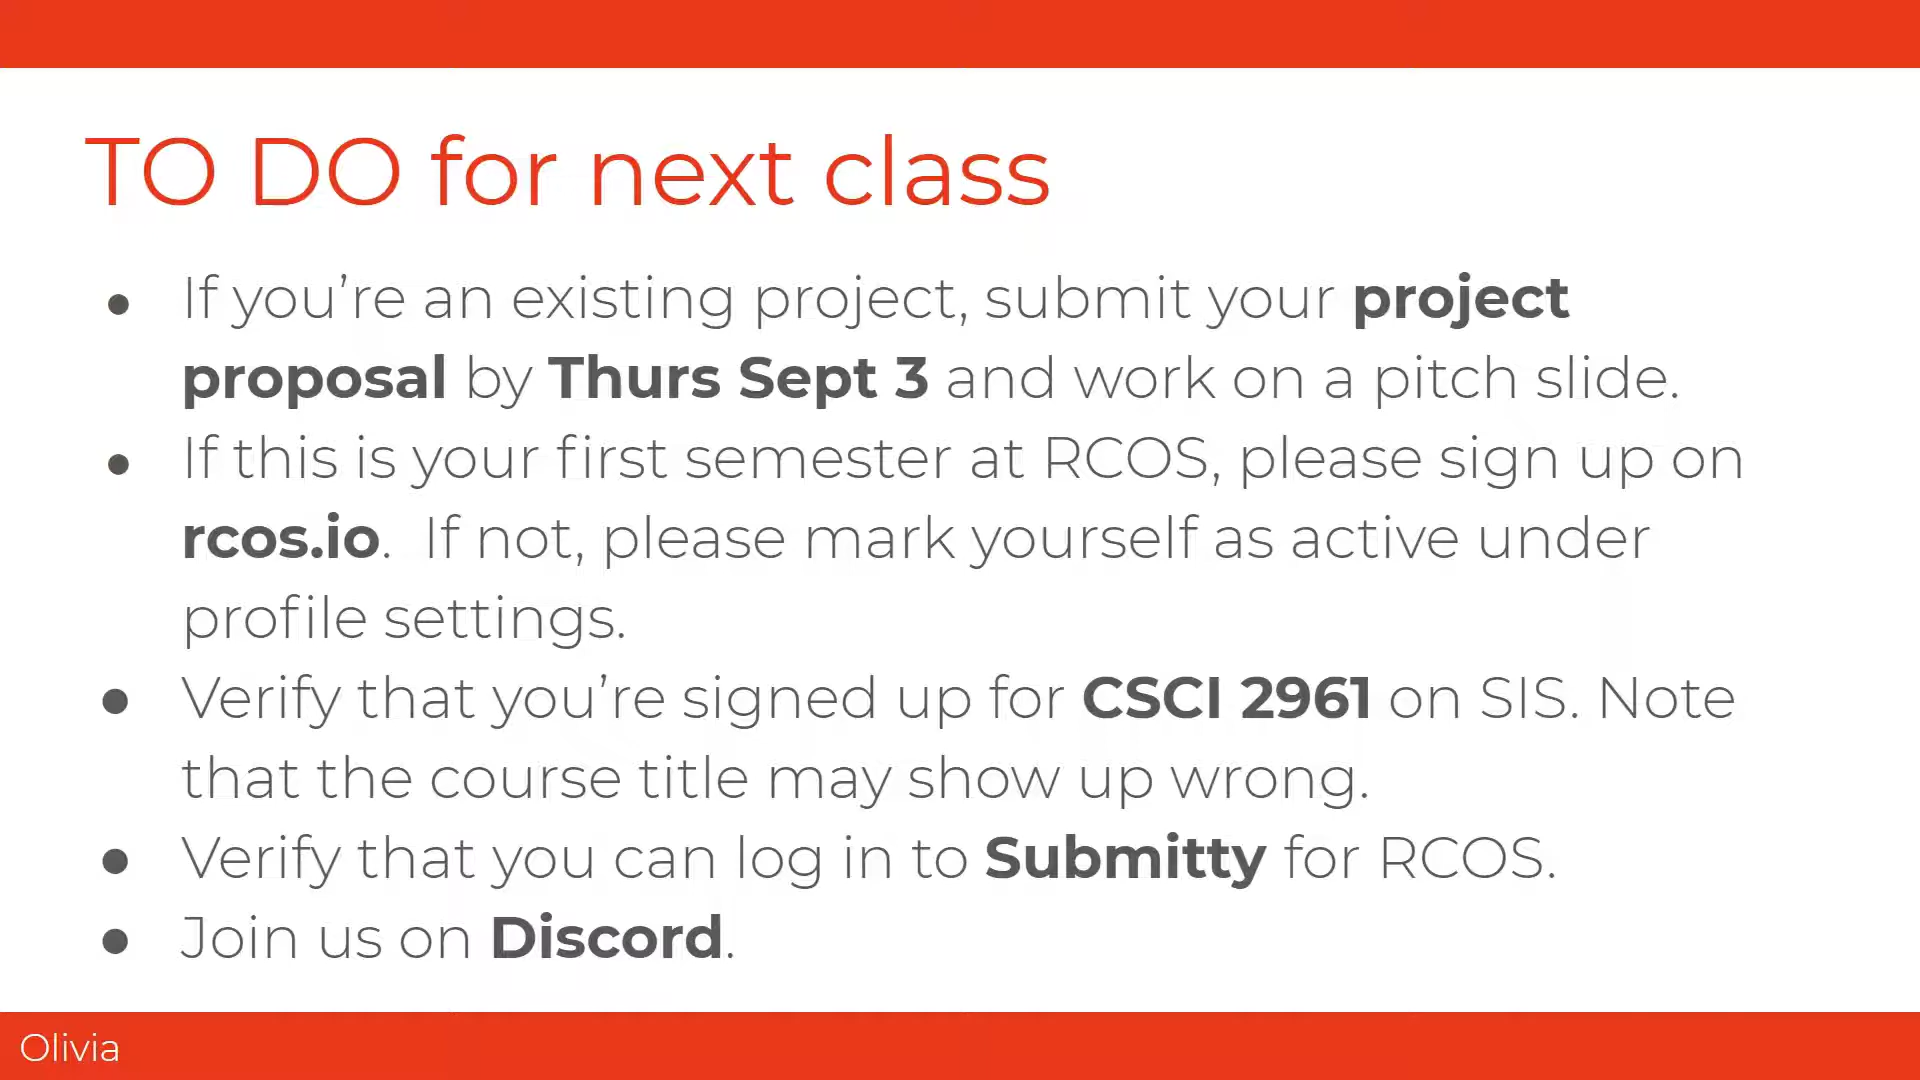 TO DO for next class
● If you’re an existing project, submit your project
proposal by Thurs Sept 3 and work on a pitch slide.
● If this is your first semester at RCOS, please sign up on
rcos.io.  If not, please mark yourself as active under
profile settings.
● Verify that you’re signed up for CSCI 2961 on SIS. Note
that the course title may show up wrong.
● Verify that you can log in to Submitty for RCOS.
● Join us on Discord.
Olivia